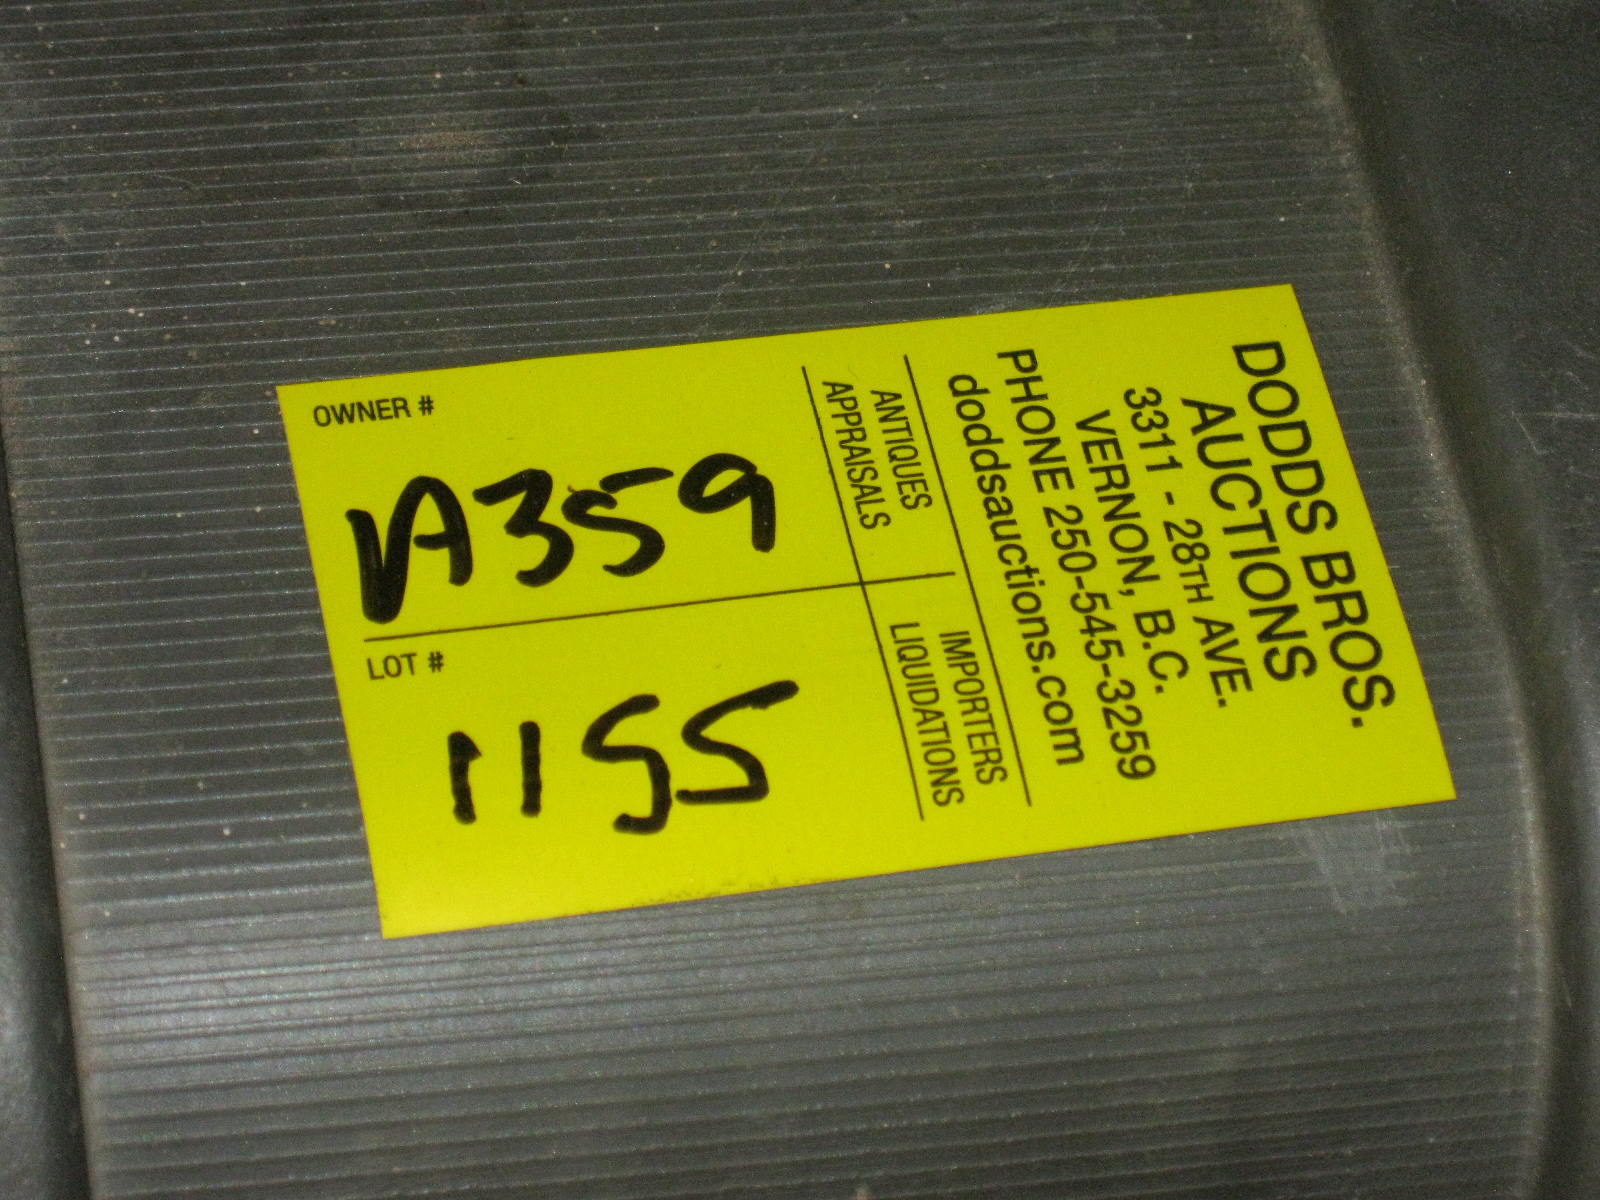 DODDS BROS.
AUCTIONS
3311 - 28TH AVE.
VERNON, B.C.
PHONE 250-545-3259
doddsauctions.com
ANTIQUES
APPRAISALS
IMPORTERS
LIQUIDATIONS
OWNER #
A359
LOT #
1155